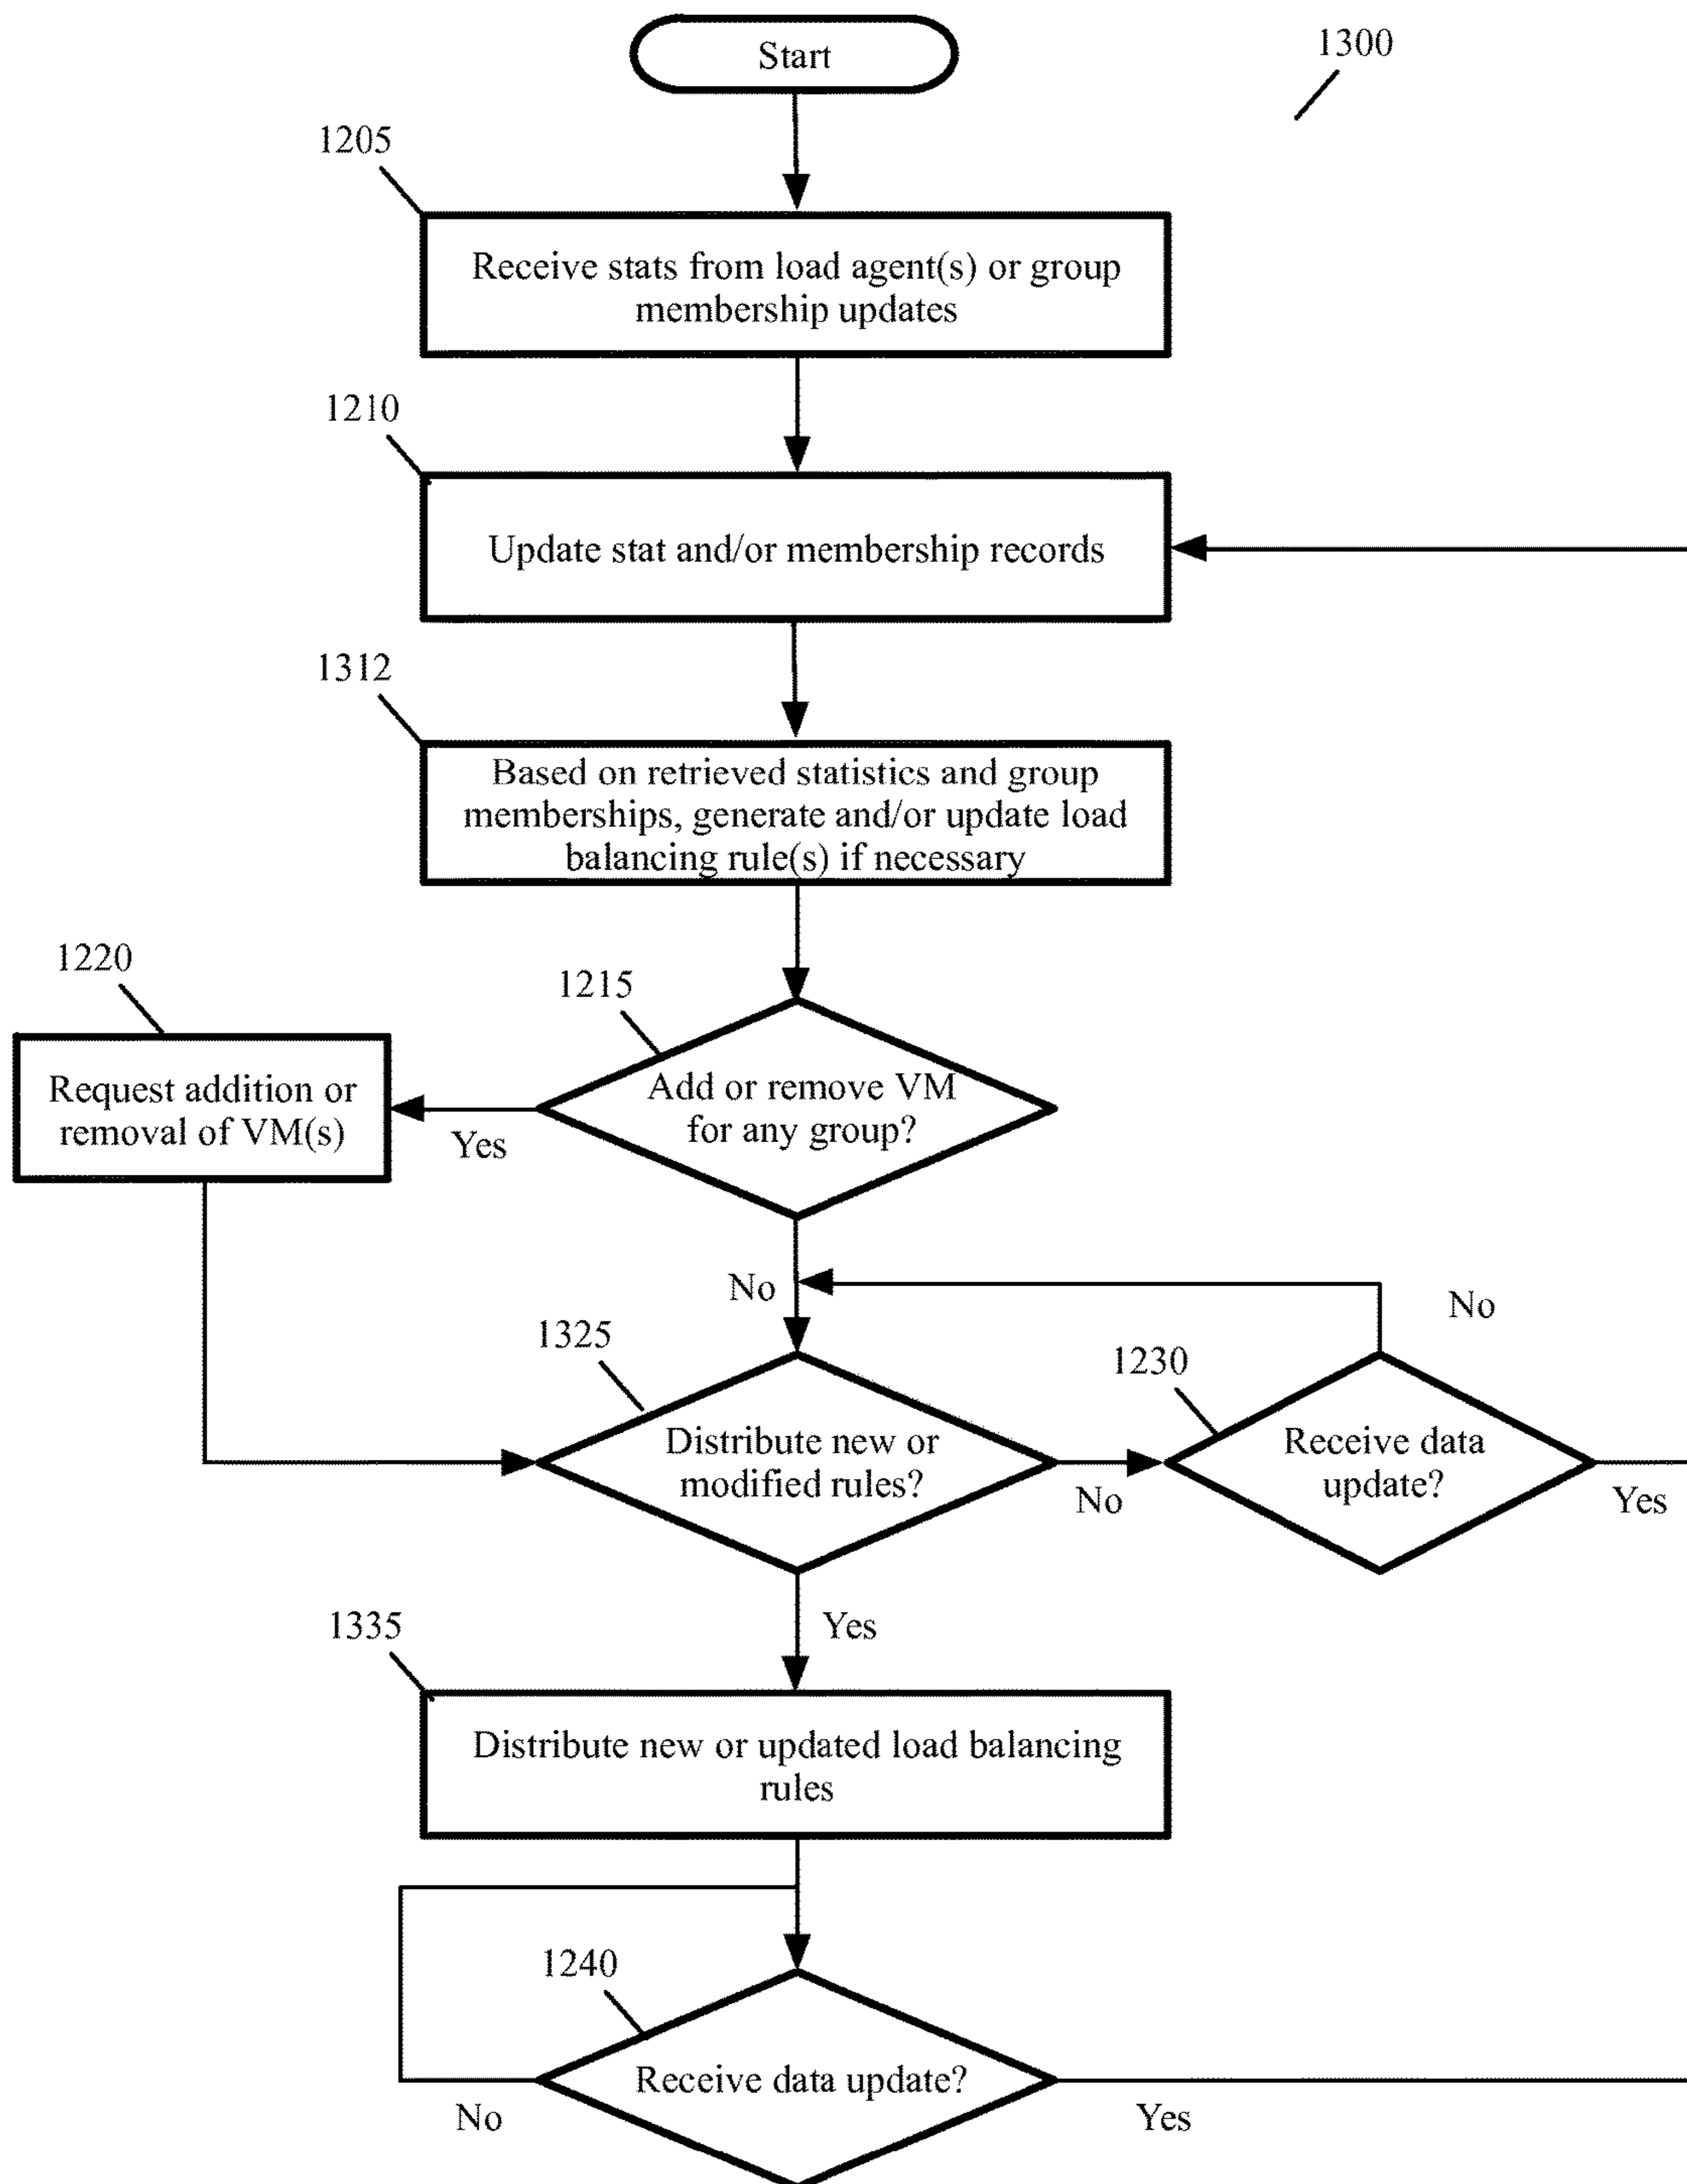 Start
1300
1205
Receive stats from load agent(s) or group
membership updates
1210
Update stat and/or membership records
1312
Based on retrieved statistics and group
memberships, generate and/or update load
balancing rule(s) if necessary
1220
1215
Request addition or
removal of VM(s)
Add or remove VM
for any group?
Yes
No
No
1325
1230
Distribute new or
modified rules?
Receive data
update?
No
Yes
1335
Yes
Distribute new or updated load balancing
rules
1240
Receive data update?
No
Yes